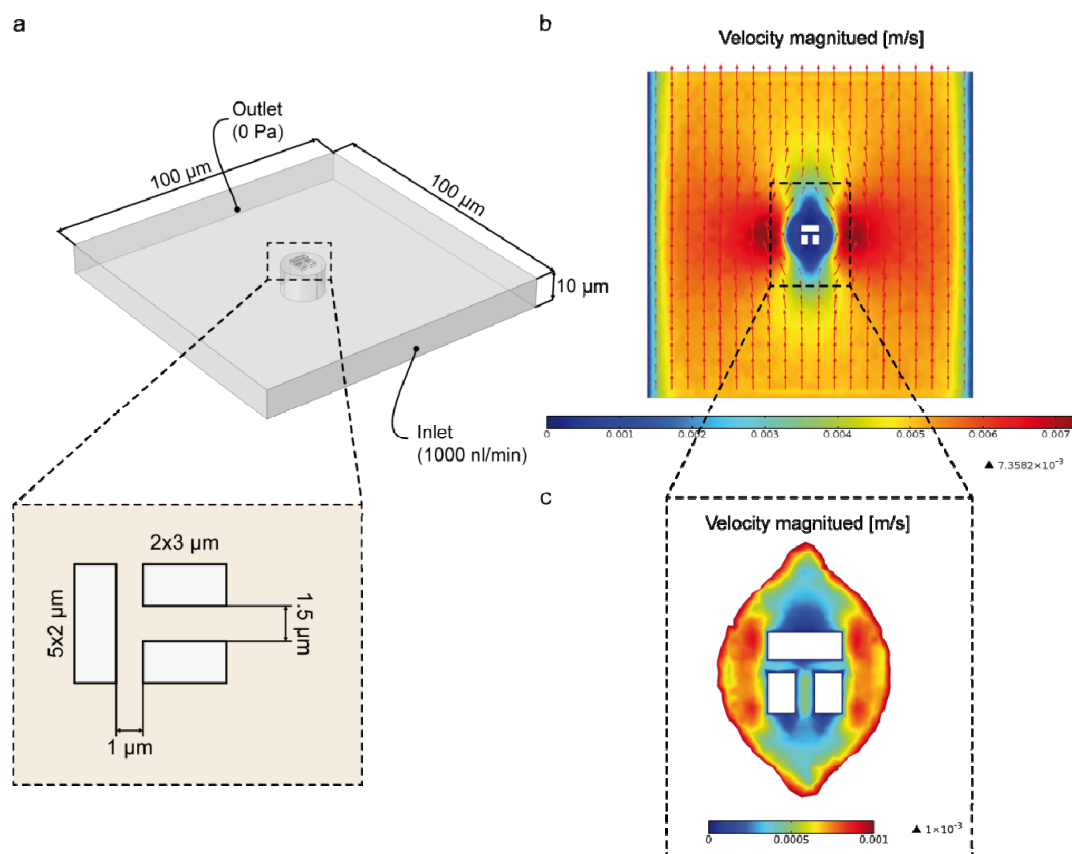 a
Outlet
(0 Pa)
100 µm
100 µm
10 µm
Inlet
(1000 nl/min)
2x3 µm
5x2 µm
1.5 µm
1 µm
b
Velocity magnitued [m/s]
0 0.001 0.002 0.003 0.004 0.005 0.006 0.007
▲ 7.3582×10⁻³
c
Velocity magnitued [m/s]
0 0.0005 0.001
▲ 1×10⁻³